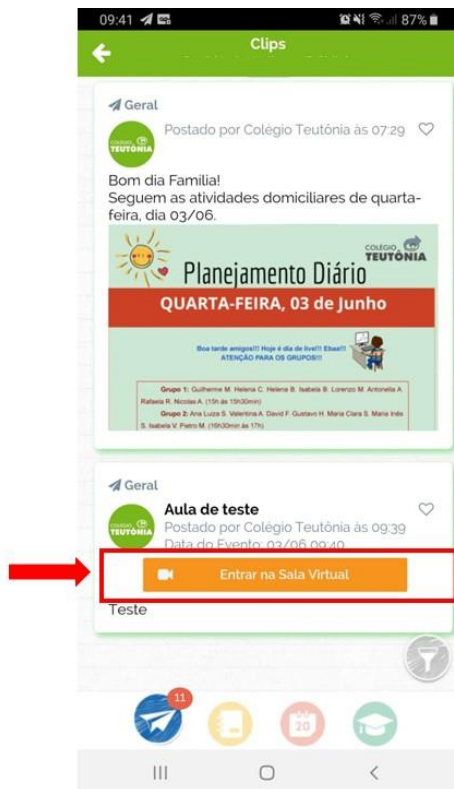 09:41
87%
Clips
Geral
Postado por Colégio Teutônia às 07:29
COLÉGIO
TEUTÔNIA
Bom dia Família!
Seguem as atividades domiciliares de quarta-
feira, dia 03/06.
COLÉGIO
TEUTÔNIA
Planejamento Diário
QUARTA-FEIRA, 03 de Junho
Boa tarde amigos!!! Hoje é dia de live!!! Ebaa!!!
ATENÇÃO PARA OS GRUPOS!!!
Grupo 1: Guilherme M. Helena C. Helena B. Isabela B. Lorenzo M. Antonella A.
Rafaela R. Nicolas A. (15h às 15h30min)
Grupo 2: Ana Luiza S. Valentina A. David F. Gustavo H. Maria Clara S. Maria Inês
S. Isabela V. Pietro M. (16h30min às 17h)
Geral
Aula de teste
COLÉGIO
TEUTÔNIA
Postado por Colégio Teutônia às 09:39
Data do Evento: 03/06 09:40
Entrar na Sala Virtual
Teste
11
20